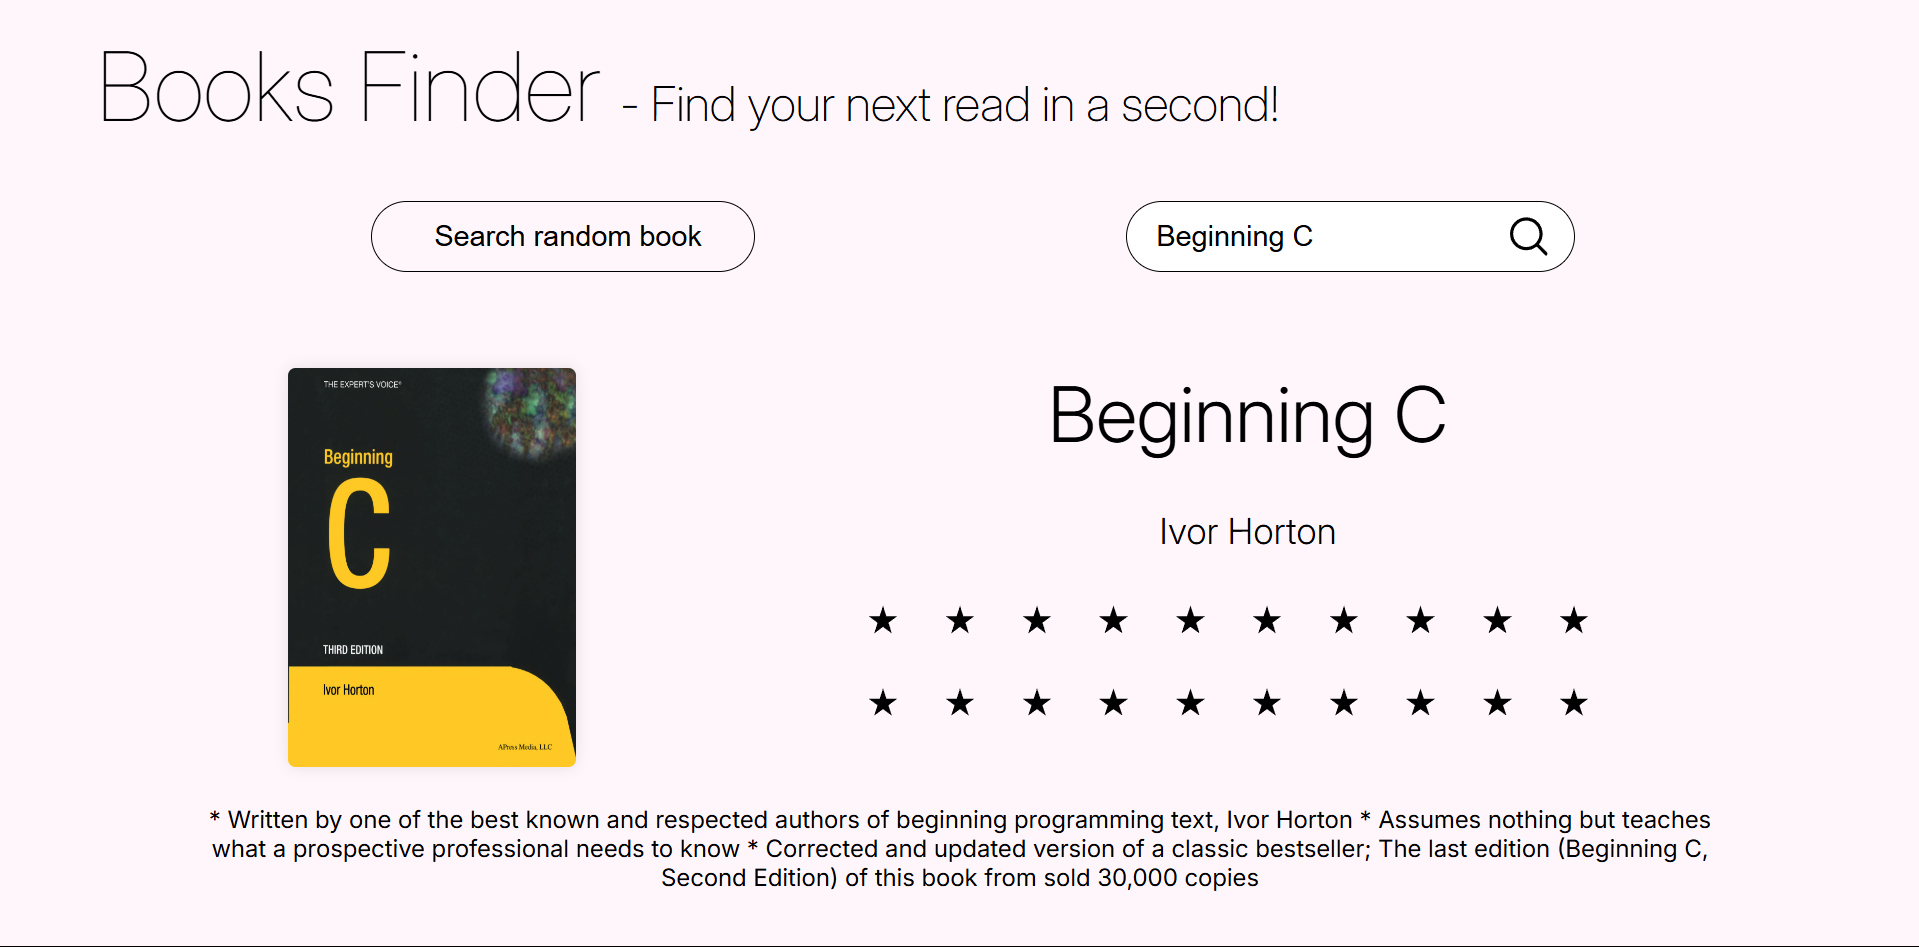 Books Finder - Find your next read in a second!
Search random book
Beginning C
THE EXPERT'S VOICE®
Beginning
C
THIRD EDITION
Ivor Horton
APress Media, LLC
Beginning C
Ivor Horton
★ ★ ★ ★ ★ ★ ★ ★ ★ ★
★ ★ ★ ★ ★ ★ ★ ★ ★ ★
* Written by one of the best known and respected authors of beginning programming text, Ivor Horton * Assumes nothing but teaches
what a prospective professional needs to know * Corrected and updated version of a classic bestseller; The last edition (Beginning C,
Second Edition) of this book from sold 30,000 copies